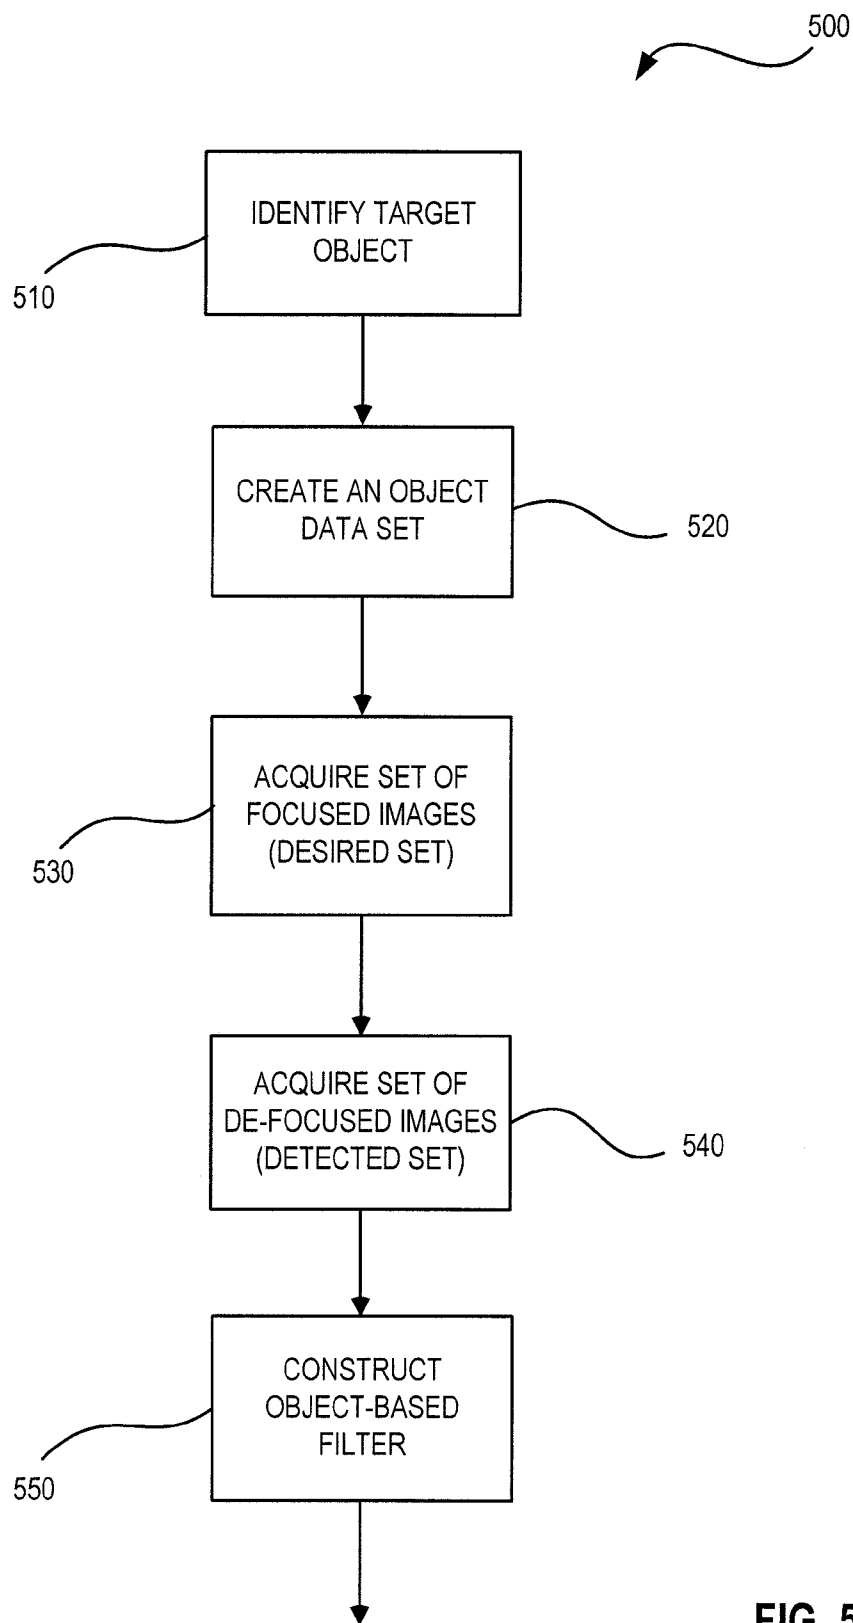 500
IDENTIFY TARGET
OBJECT
510
CREATE AN OBJECT
DATA SET
520
ACQUIRE SET OF
FOCUSED IMAGES
(DESIRED SET)
530
ACQUIRE SET OF
DE-FOCUSED IMAGES
(DETECTED SET)
540
CONSTRUCT
OBJECT-BASED
FILTER
550
FIG. 5